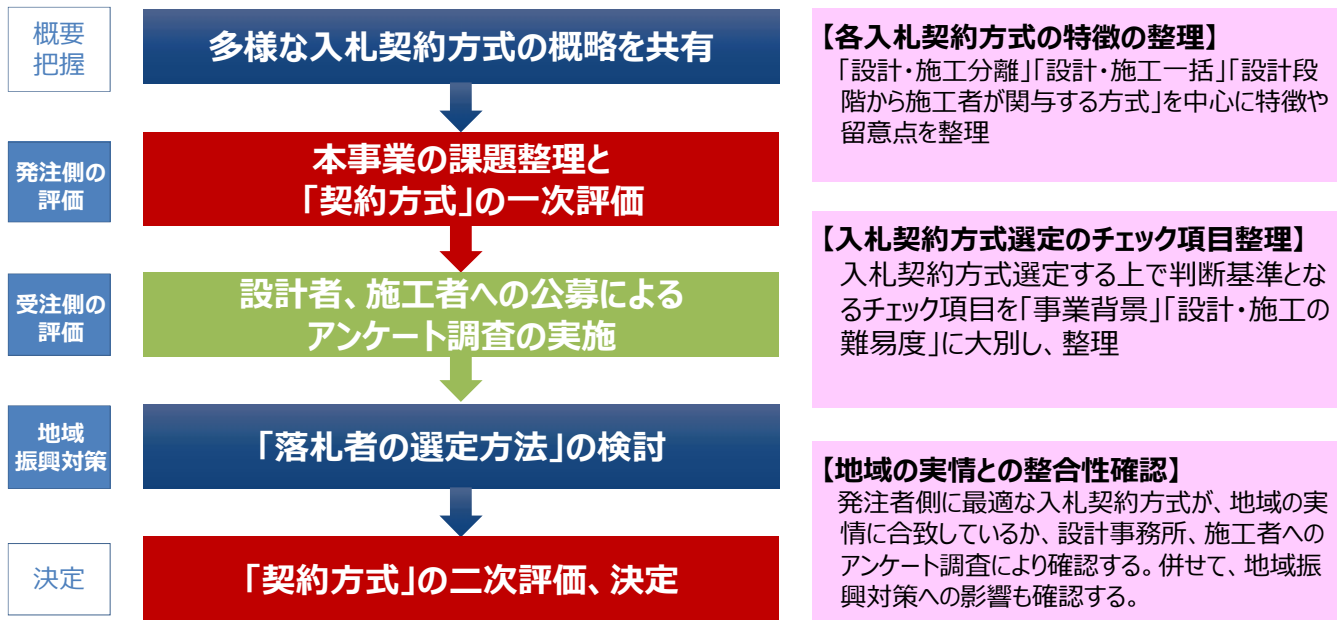 概要
把握
多様な入札契約方式の概略を共有
発注側の
評価
本事業の課題整理と
「契約方式」の一次評価
受注側の
評価
設計者、施工者への公募による
アンケート調査の実施
地域
振興対策
「落札者の選定方法」の検討
決定
「契約方式」の二次評価、決定
【各入札契約方式の特徴の整理】
「設計・施工分離」「設計・施工一括」「設計段
階から施工者が関与する方式」を中心に特徴や
留意点を整理
【入札契約方式選定のチェック項目整理】
入札契約方式選定する上で判断基準とな
るチェック項目を「事業背景」「設計・施工の
難易度」に大別し、整理
【地域の実情との整合性確認】
発注者側に最適な入札契約方式が、地域の実
情に合致しているか、設計事務所、施工者への
アンケート調査により確認する。併せて、地域振
興対策への影響も確認する。